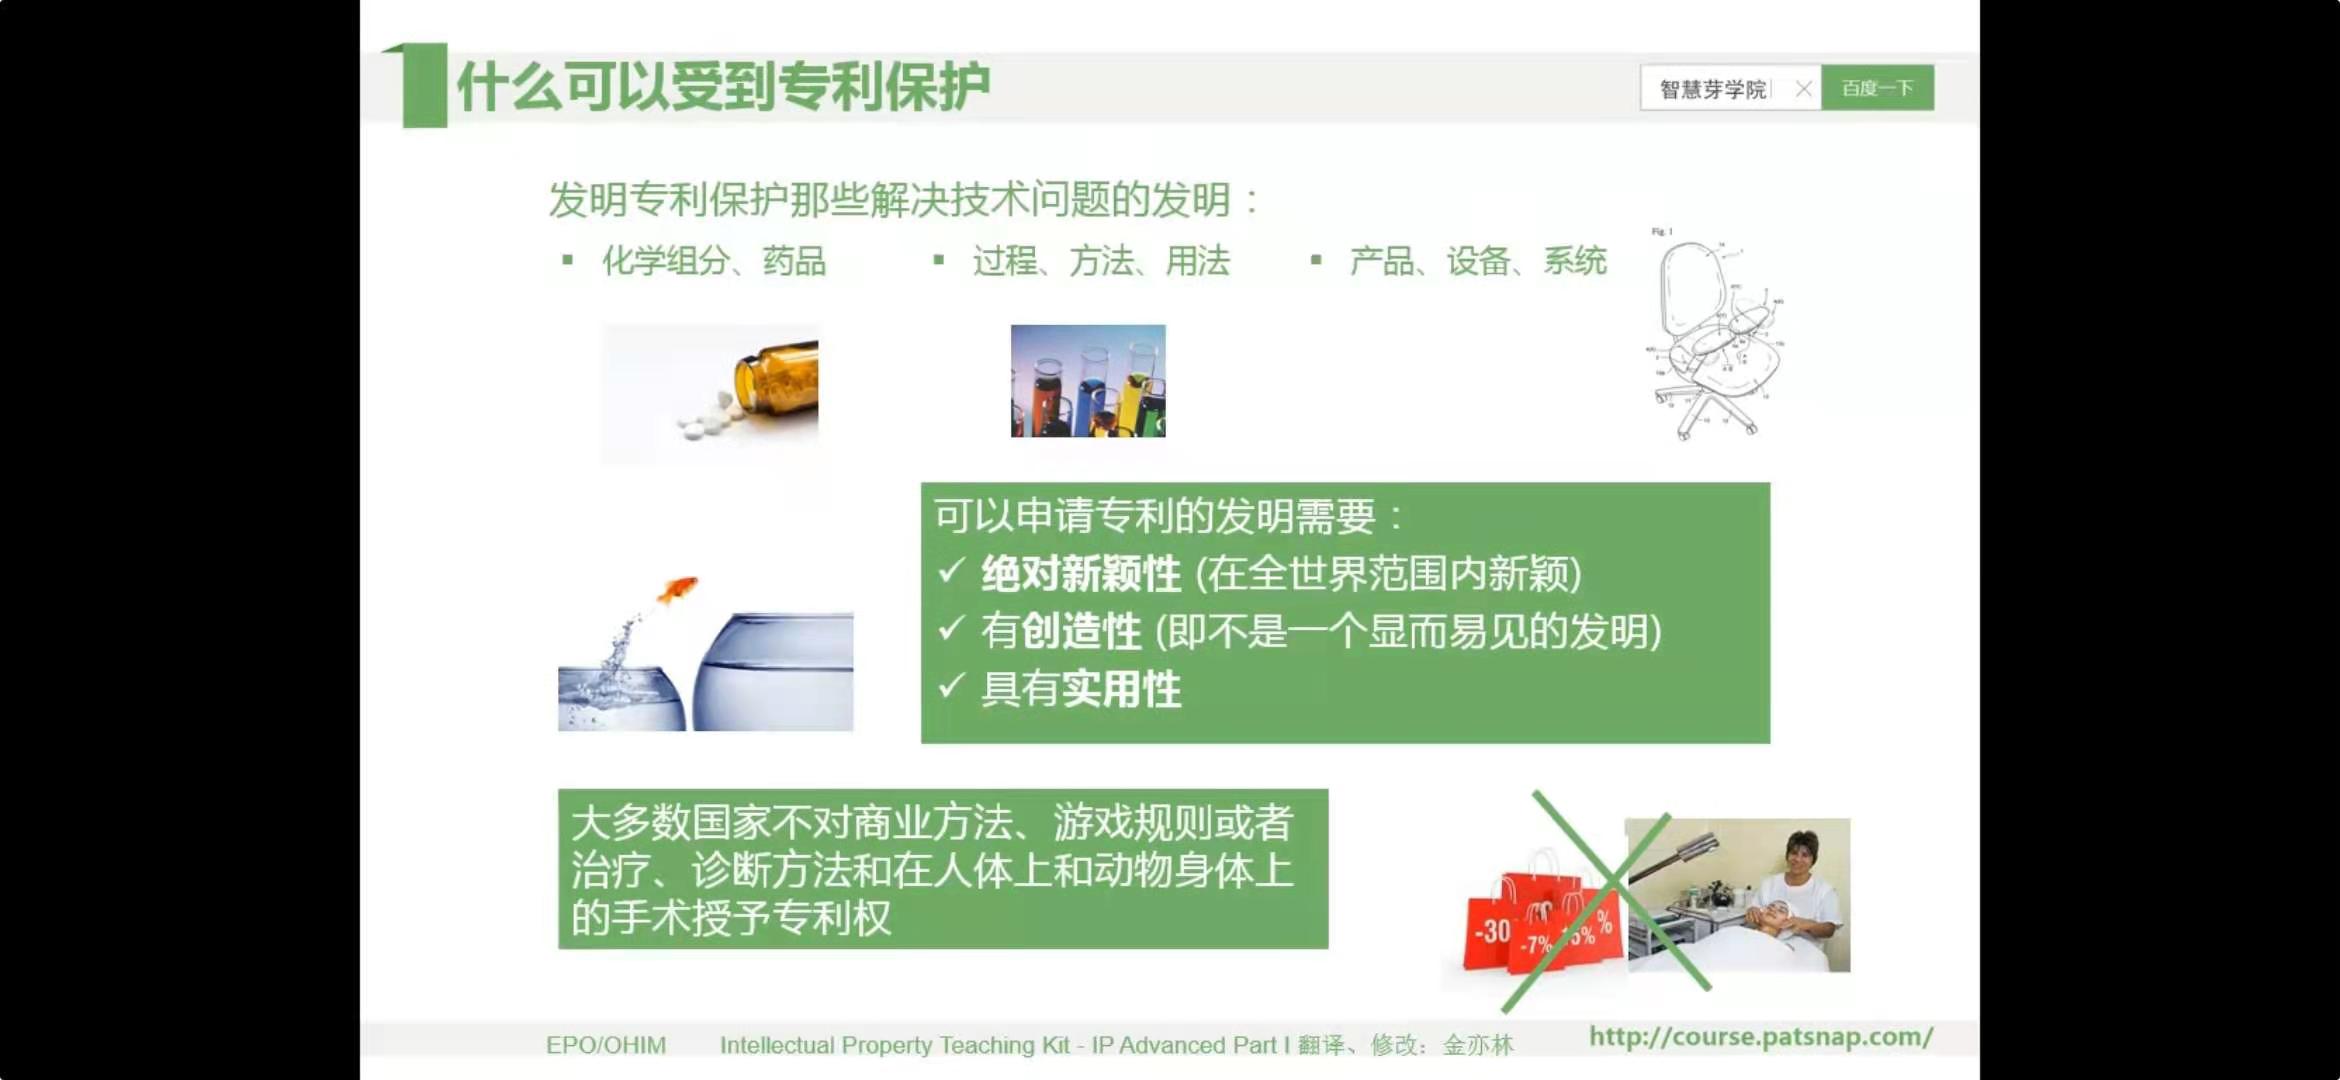 什么可以受到专利保护
智慧芽学院
百度一下
发明专利保护那些解决技术问题的发明：
▪ 化学组分、药品
▪ 过程、方法、用法
▪ 产品、设备、系统
Fig. 1
可以申请专利的发明需要：
✓ 绝对新颖性 (在全世界范围内新颖)
✓ 有创造性 (即不是一个显而易见的发明)
✓ 具有实用性
大多数国家不对商业方法、游戏规则或者
治疗、诊断方法和在人体上和动物身体上
的手术授予专利权
-30
-7%
%
EPO/OHIM
Intellectual Property Teaching Kit - IP Advanced Part I 翻译、修改：金亦林
http://course.patsnap.com/